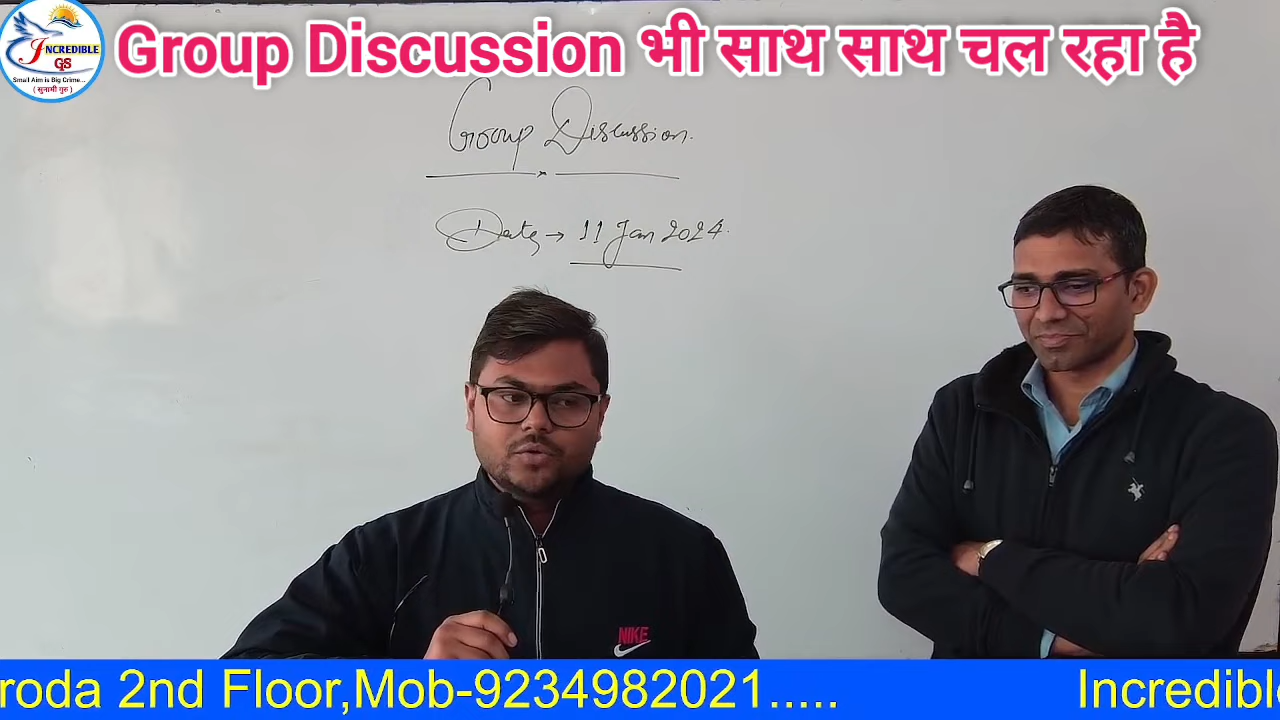 INCREDIBLE
GS
Small Aim is Big Crime...
( सुनामी गुरु )
Group Discussion भी साथ साथ चल रहा है
Group Discussion.
Date → 11 Jan 2024.
NIKE
roda 2nd Floor,Mob-9234982021..... Incredible